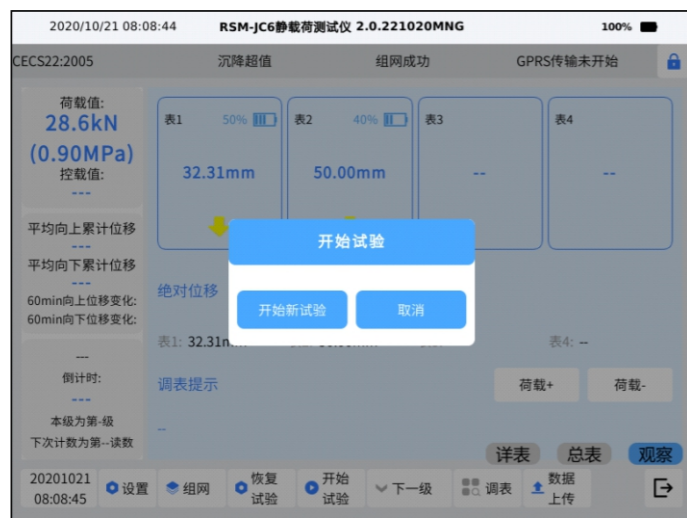 2020/10/21 08:08:44 RSM-JC6静载荷测试仪 2.0.221020MNG 100%
CECS22:2005 沉降超值 组网成功 GPRS传输未开始
荷载值:
28.6kN
(0.90MPa)
控载值:
---
平均向上累计位移
---
平均向下累计位移
---
60min向上位移变化:
60min向下位移变化:
---
倒计时:
---
本级为第-级
下次计数为第--读数
表1 50% 表2 40% 表3 表4
32.31mm 50.00mm -- --
开始试验
开始新试验 取消
绝对位移
表1: 32.31 表4: --
调表提示
荷载+ 荷载-
--
详表 总表 观察
20201021
08:08:45
设置 组网 恢复试验 开始试验 下一级 调表 数据上传